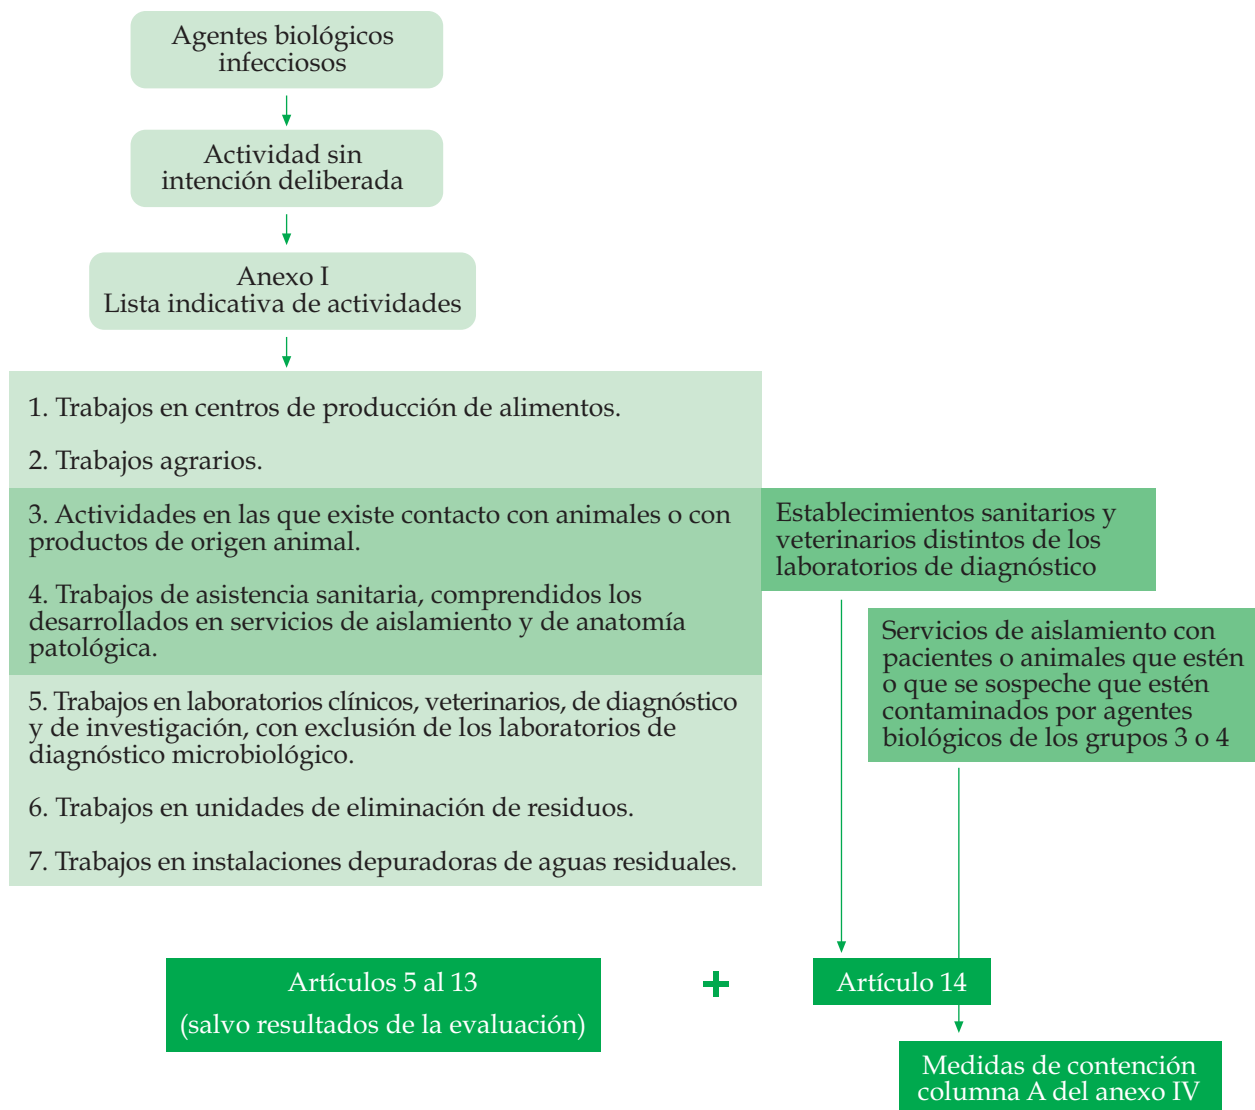 Agentes biológicos
infecciosos
Actividad sin
intención deliberada
Anexo I
Lista indicativa de actividades
1. Trabajos en centros de producción de alimentos.
2. Trabajos agrarios.
3. Actividades en las que existe contacto con animales o con
productos de origen animal.
4. Trabajos de asistencia sanitaria, comprendidos los
desarrollados en servicios de aislamiento y de anatomía
patológica.
5. Trabajos en laboratorios clínicos, veterinarios, de diagnóstico
y de investigación, con exclusión de los laboratorios de
diagnóstico microbiológico.
6. Trabajos en unidades de eliminación de residuos.
7. Trabajos en instalaciones depuradoras de aguas residuales.
Establecimientos sanitarios y
veterinarios distintos de los
laboratorios de diagnóstico
Servicios de aislamiento con
pacientes o animales que estén
o que se sospeche que estén
contaminados por agentes
biológicos de los grupos 3 o 4
Artículos 5 al 13
(salvo resultados de la evaluación)
+
Artículo 14
Medidas de contención
columna A del anexo IV